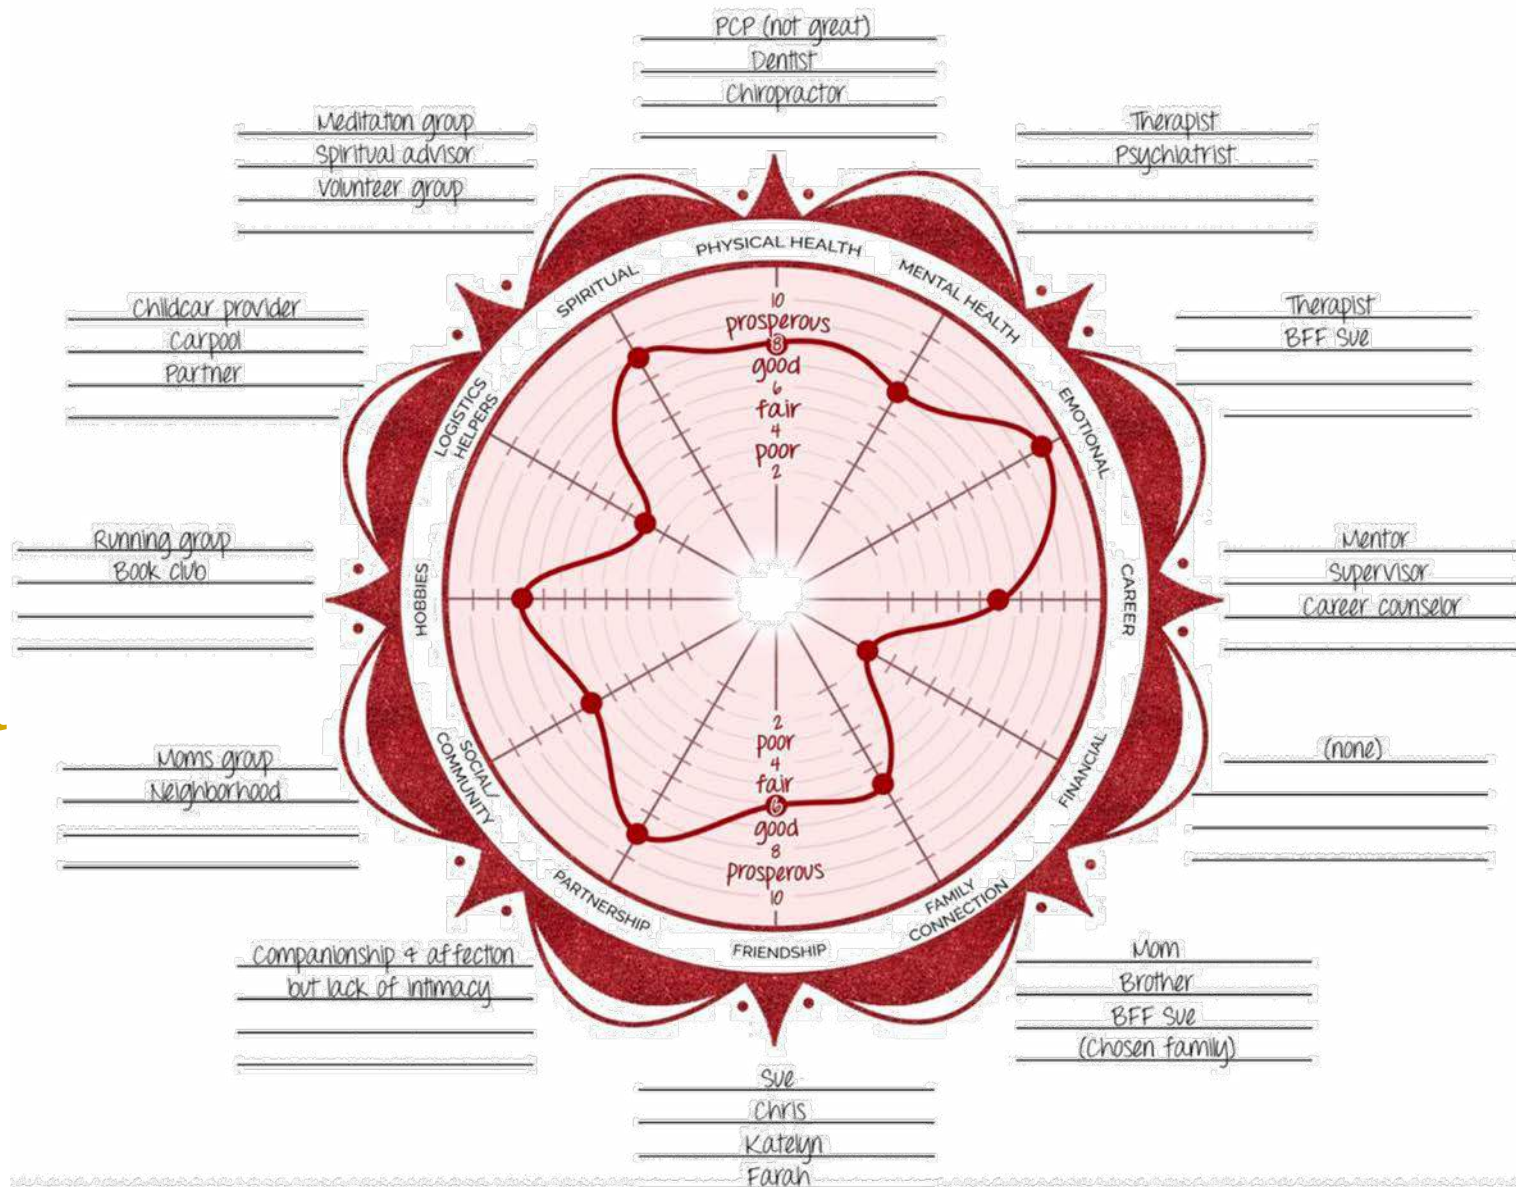 PCP (not great)
Dentist
Chiropractor
Meditation group
Spiritual advisor
Volunteer group
Therapist
Psychiatrist
Childcar provider
Carpool
Partner
Therapist
BFF Sue
Running group
Book club
Mentor
Supervisor
Career counselor
Moms group
Neighborhood
(none)
Companionship & affection
but lack of intimacy
Mom
Brother
BFF Sue
(Chosen family)
Sue
Chris
Katelyn
Farah
PHYSICAL HEALTH
MENTAL HEALTH
EMOTIONAL
CAREER
FINANCIAL
FAMILY
CONNECTION
FRIENDSHIP
PARTNERSHIP
SOCIAL/
COMMUNITY
HOBBIES
LOGISTICS
HELPERS
SPIRITUAL
10
prosperous
8
good
6
fair
4
poor
2
2
poor
4
fair
6
good
8
prosperous
10